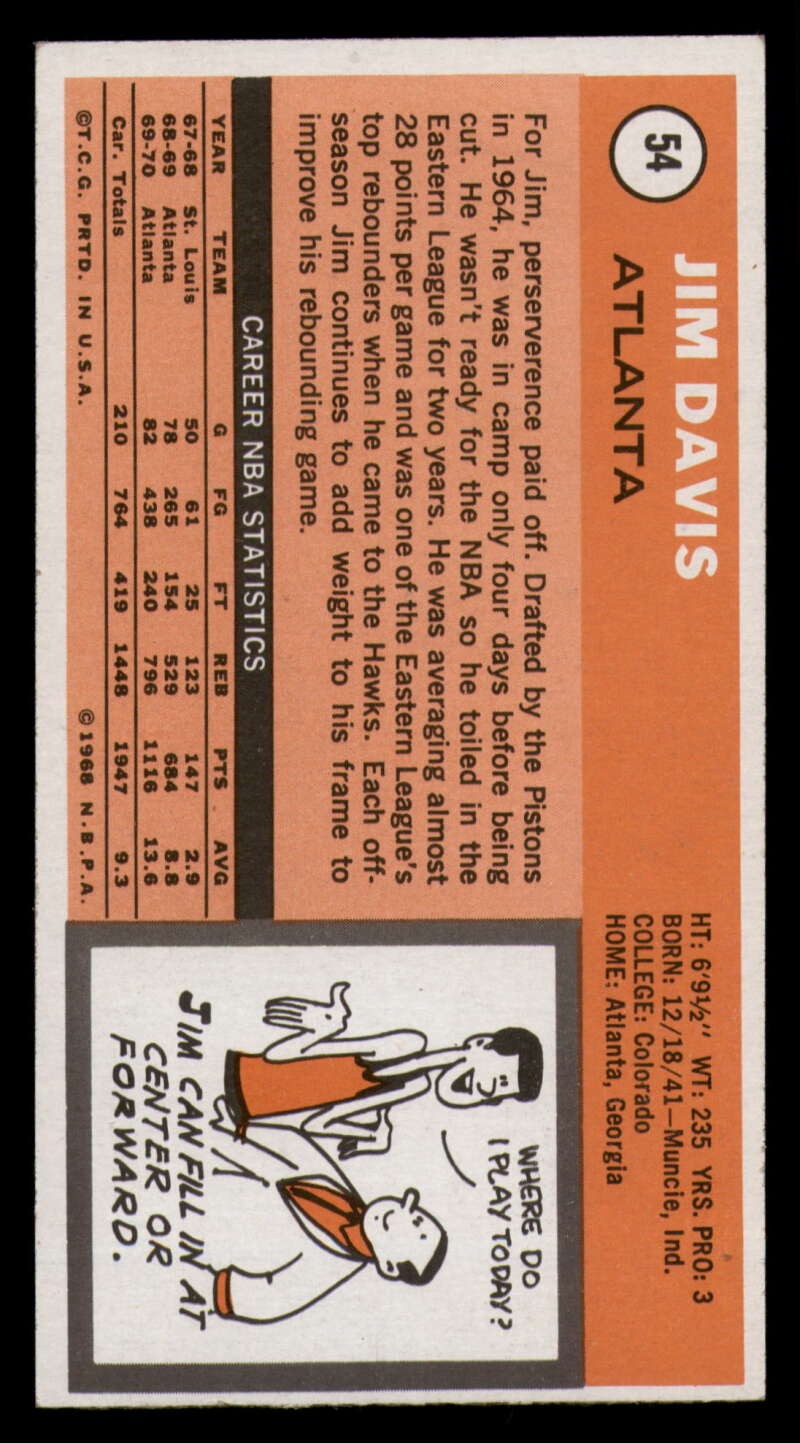 54
JIM DAVIS
ATLANTA
HT: 6'9½" WT: 235 YRS. PRO: 3
BORN: 12/18/41—Muncie, Ind.
COLLEGE: Colorado
HOME: Atlanta, Georgia
For Jim, perserverence paid off. Drafted by the Pistons
in 1964, he was in camp only four days before being
cut. He wasn't ready for the NBA so he toiled in the
Eastern League for two years. He was averaging almost
28 points per game and was one of the Eastern League's
top rebounders when he came to the Hawks. Each off-
season Jim continues to add weight to his frame to
improve his rebounding game.
CAREER NBA STATISTICS
YEAR TEAM G FG FT REB PTS AVG
67-68 St. Louis 50 61 25 123 147 2.9
68-69 Atlanta 78 265 154 529 684 8.8
69-70 Atlanta 82 438 240 796 1116 13.6
Car. Totals 210 764 419 1448 1947 9.3
©T.C.G. PRTD. IN U.S.A. ©1968 N.B.P.A.
WHERE DO
I PLAY TODAY?
JIM CAN FILL IN AT
CENTER OR
FORWARD.